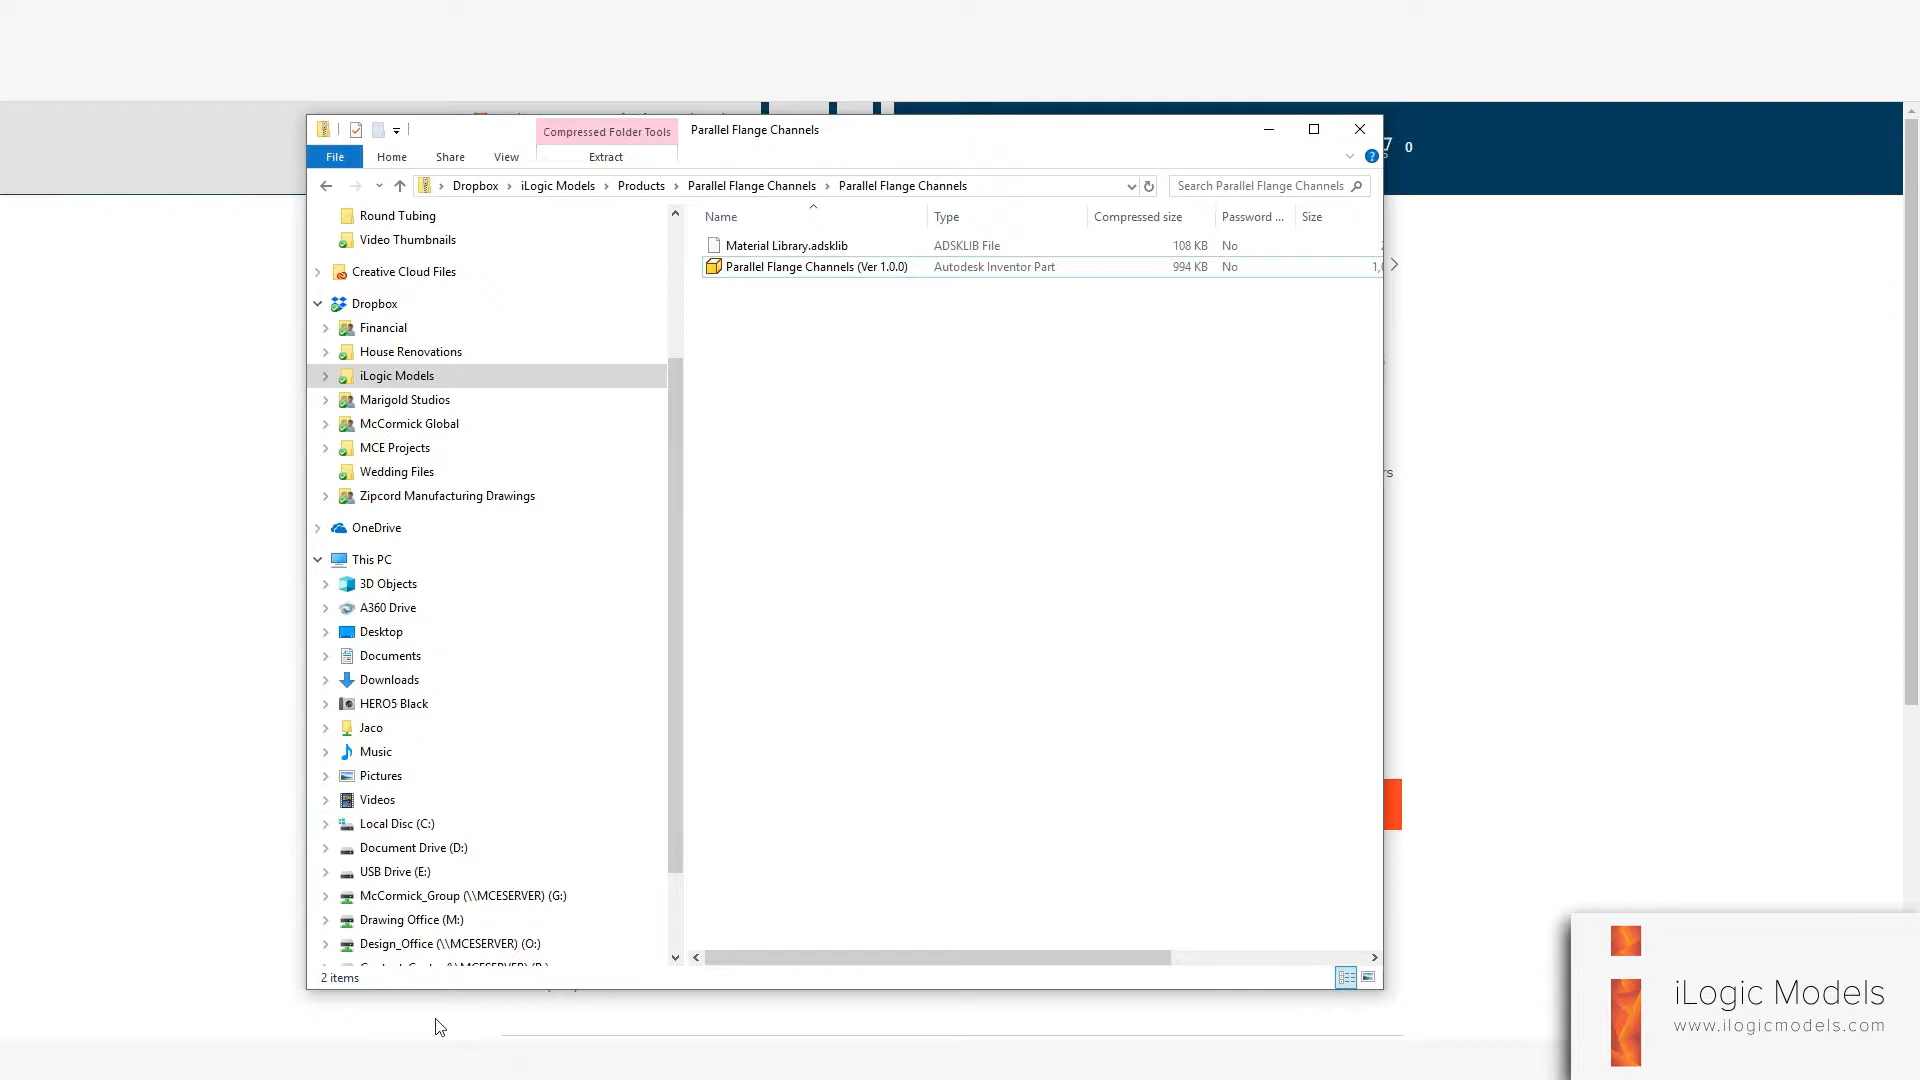 Compressed Folder Tools
Parallel Flange Channels
File
Home
Share
View
Extract
0
Dropbox
iLogic Models
Products
Parallel Flange Channels
Parallel Flange Channels
Search Parallel Flange Channels
Round Tubing
Video Thumbnails
Creative Cloud Files
Dropbox
Financial
House Renovations
iLogic Models
Marigold Studios
McCormick Global
MCE Projects
Wedding Files
Zipcord Manufacturing Drawings
OneDrive
This PC
3D Objects
A360 Drive
Desktop
Documents
Downloads
HERO5 Black
Jaco
Music
Pictures
Videos
Local Disc (C:)
Document Drive (D:)
USB Drive (E:)
McCormick_Group (\\MCESERVER) (G:)
Drawing Office (M:)
Design_Office (\\MCESERVER) (O:)
Name Type Compressed size Password ... Size
Material Library.adsklib ADSKLIB File 108 KB No
Parallel Flange Channels (Ver 1.0.0) Autodesk Inventor Part 994 KB No 1,
rs
2 items
iLogic Models
www.ilogicmodels.com